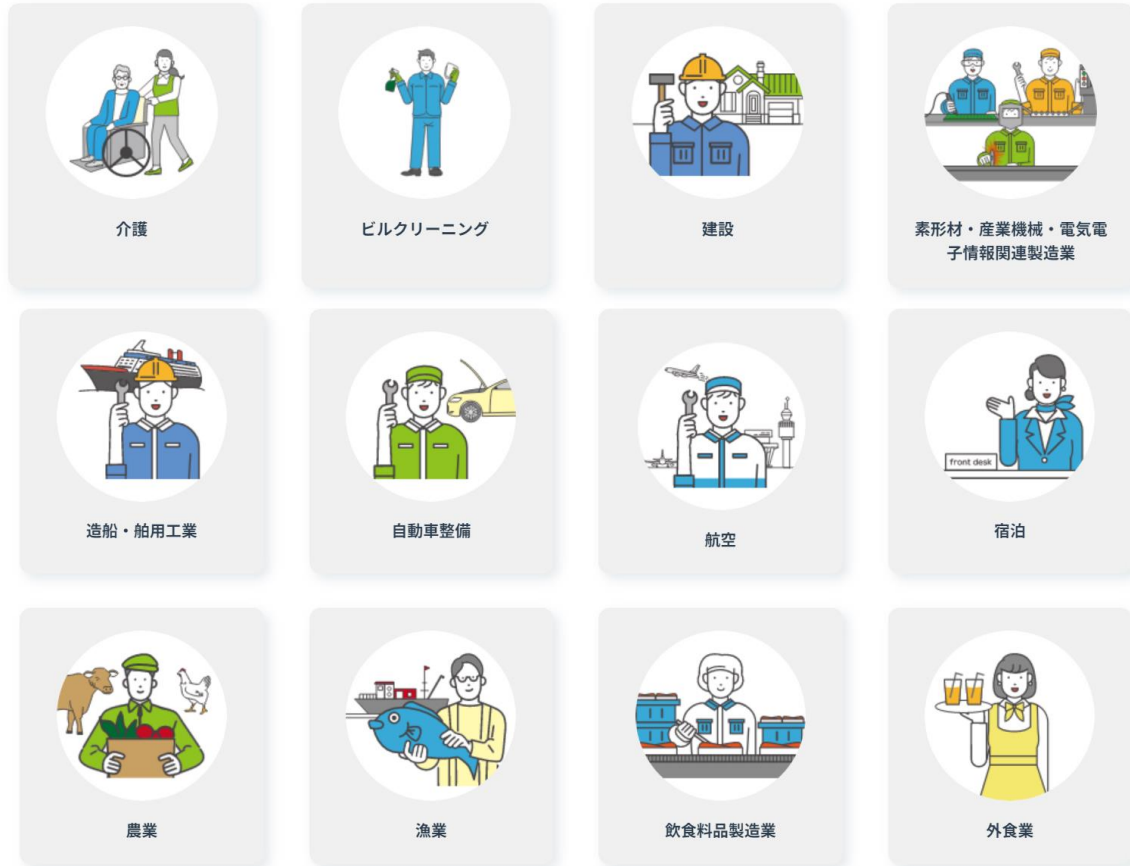 介護
ビルクリーニング
建設
素形材・産業機械・電気電
子情報関連製造業
造船・舶用工業
自動車整備
航空
front desk
宿泊
農業
漁業
飲食料品製造業
外食業